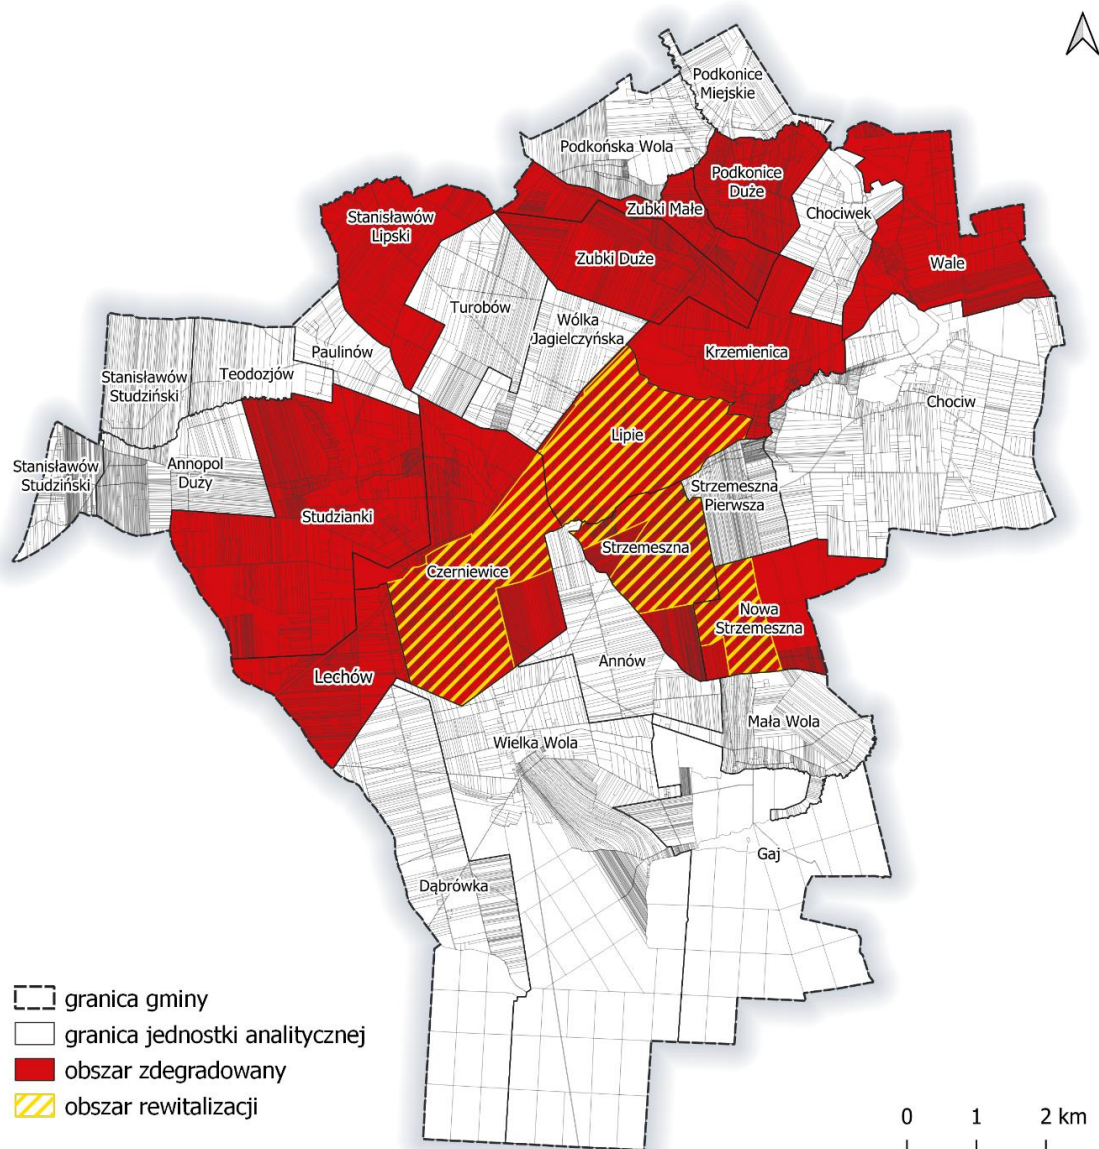 Podkonice
Miejskie
Podkońska Wola
Podkonice
Duże
Zubki Małe
Chociwek
Stanisławów
Lipski
Zubki Duże
Wale
Turobów
Wólka
Jagielczyńska
Krzemienica
Paulinów
Teodozjów
Stanisławów
Studziński
Chociw
Lipie
Stanisławów
Studziński
Annopol
Duży
Strzemeszna
Pierwsza
Studzianki
Strzemeszna
Czerniewice
Nowa
Strzemeszna
Annów
Lechów
Mała Wola
Wielka Wola
Gaj
Dąbrówka
granica gminy
granica jednostki analitycznej
obszar zdegradowany
obszar rewitalizacji
0 1 2 km